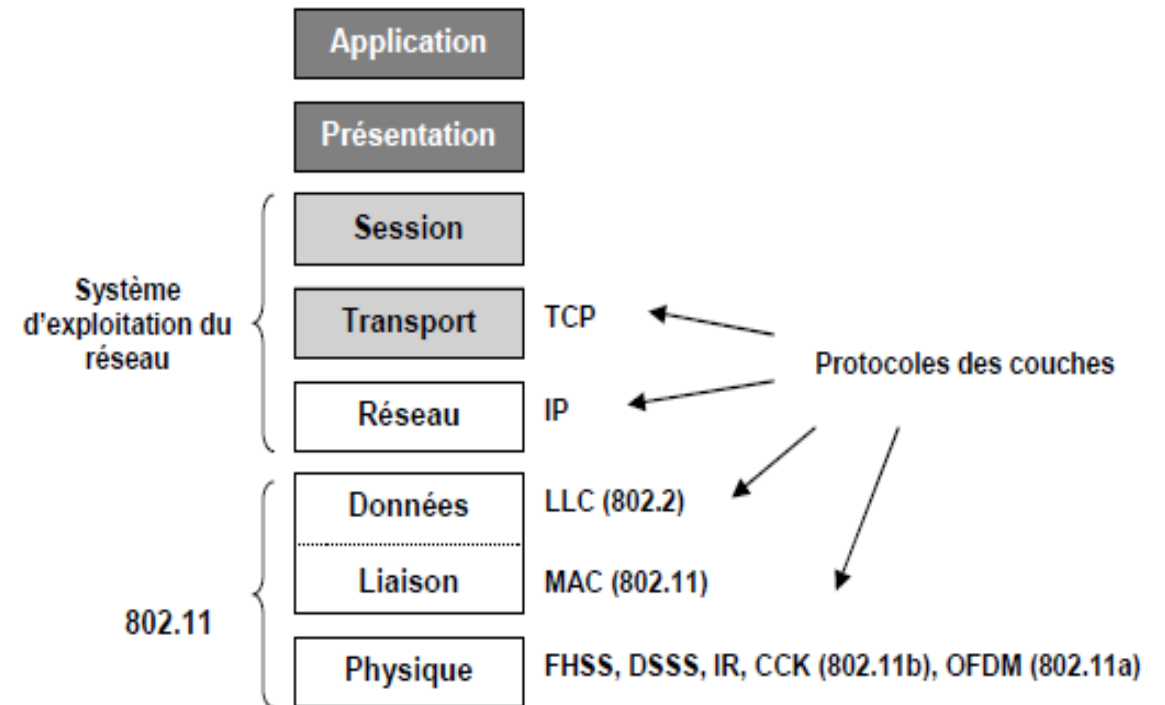 Application
Présentation
Session
Système
d'exploitation du
réseau
Transport
TCP
Protocoles des couches
Réseau
IP
Données
LLC (802.2)
Liaison
MAC (802.11)
802.11
Physique
FHSS, DSSS, IR, CCK (802.11b), OFDM (802.11a)